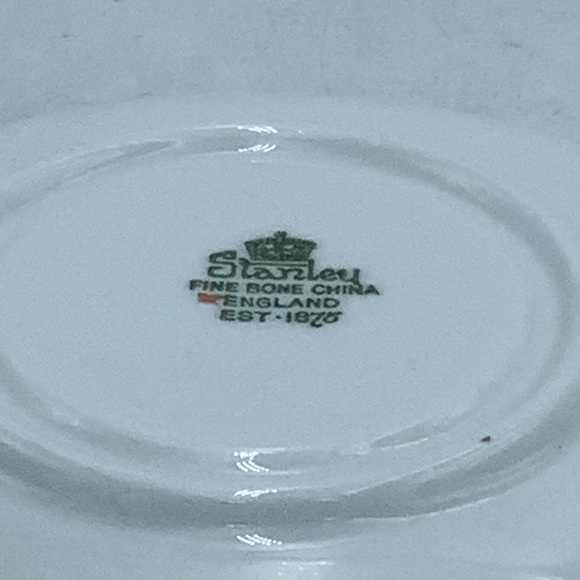 Stanley
FINE BONE CHINA
ENGLAND
EST·1875